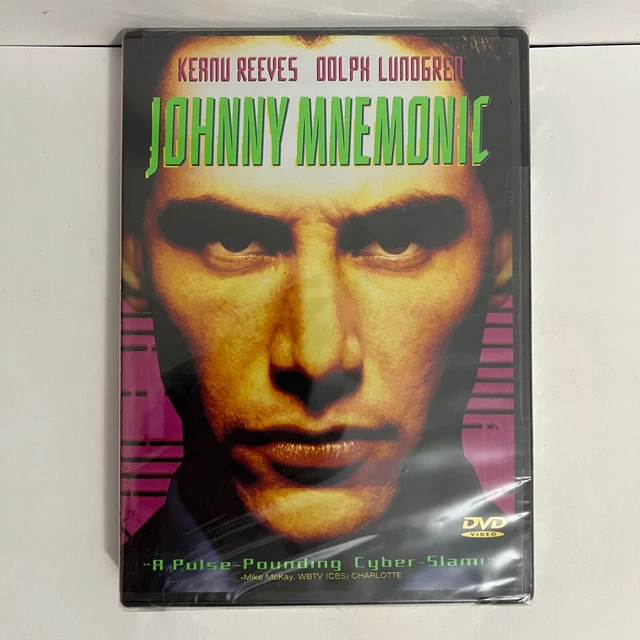 KEANU REEVES DOLPH LUNDGREN
JOHNNY MNEMONIC
DVD
VIDEO
"A Pulse-Pounding Cyber-Slam!"
-Mike McKay, WBTV (CBS) CHARLOTTE